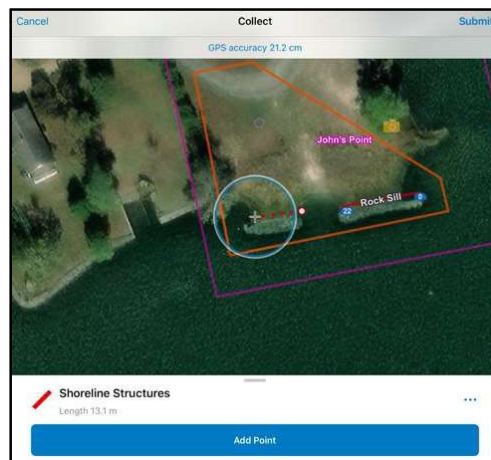 Cancel
Collect
Submit
GPS accuracy 21.2 cm
John's Point
Rock Sill
22
0
Shoreline Structures
Length 13.1 m
Add Point